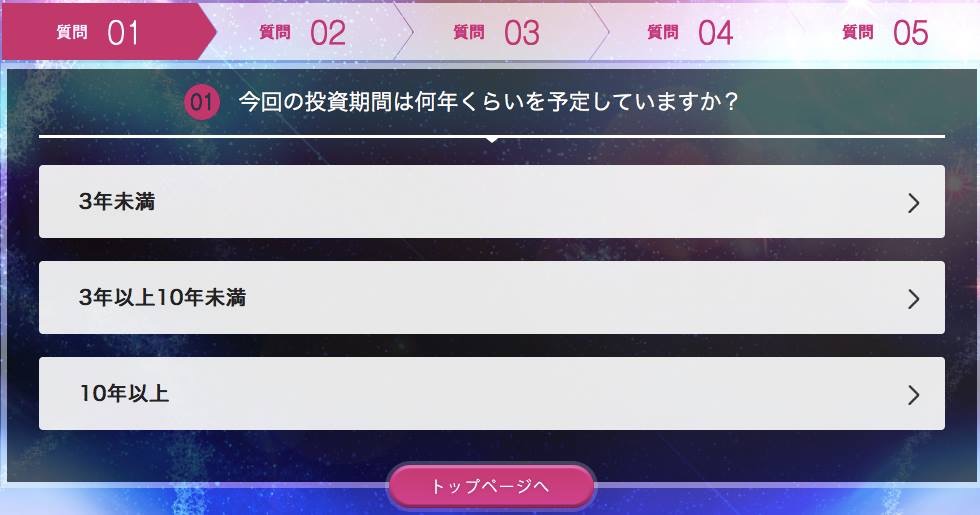 質問 01 質問 02 質問 03 質問 04 質問 05
01 今回の投資期間は何年くらいを予定していますか？
3年未満
3年以上10年未満
10年以上
トップページへ